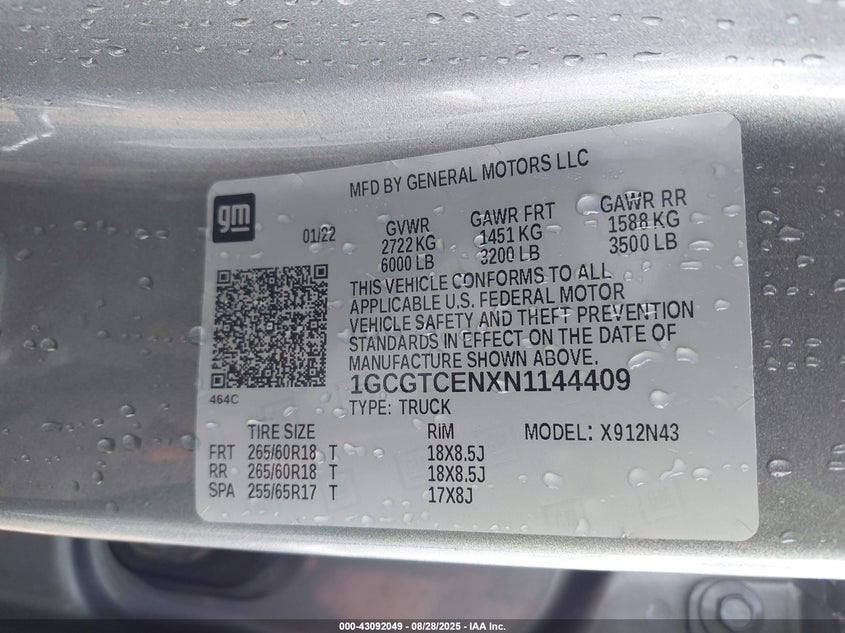 MFD BY GENERAL MOTORS LLC
gm
01/22
GVWR GAWR FRT GAWR RR
2722 KG 1451 KG 1588 KG
6000 LB 3200 LB 3500 LB
THIS VEHICLE CONFORMS TO ALL
APPLICABLE U.S. FEDERAL MOTOR
VEHICLE SAFETY AND THEFT PREVENTION
STANDARDS IN EFFECT ON THE DATE OF
MANUFACTURE SHOWN ABOVE.
464C
1GCGTCENXN1144409
TYPE: TRUCK
TIRE SIZE RIM MODEL: X912N43
FRT 265/60R18 T 18X8.5J
RR 265/60R18 T 18X8.5J
SPA 255/65R17 T 17X8J
000-43092049 - 08/28/2025 - IAA Inc.